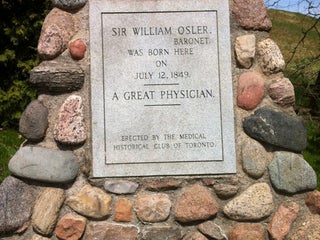 SIR WILLIAM OSLER,
BARONET,
WAS BORN HERE
ON
JULY 12, 1849.
A GREAT PHYSICIAN.
ERECTED BY THE MEDICAL
HISTORICAL CLUB OF TORONTO.